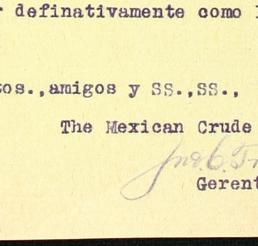 definativamente como
os.,amigos y SS.,SS.,
The Mexican Crude
Gerent